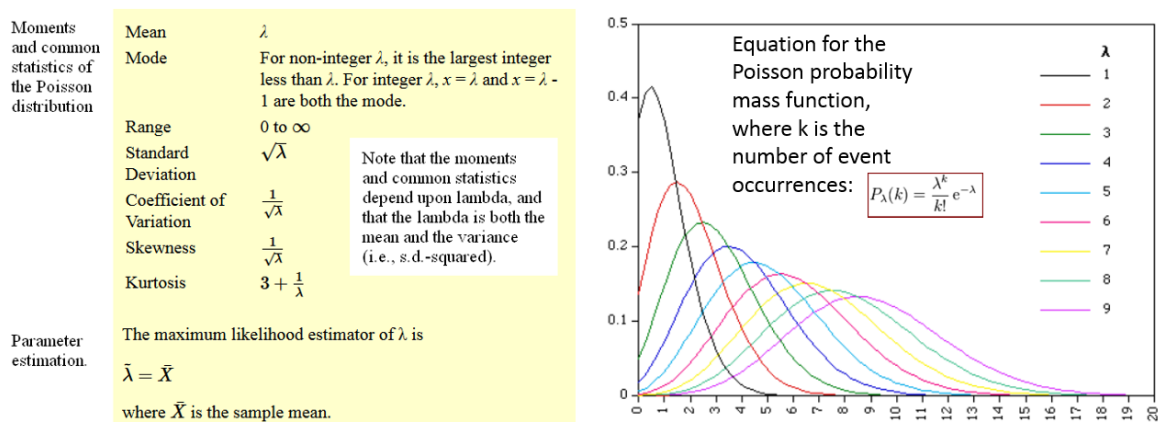 Moments
and common
statistics of
the Poisson
distribution
Mean λ
Mode For non-integer λ, it is the largest integer
less than λ. For integer λ, x = λ and x = λ -
1 are both the mode.
Range 0 to ∞
Standard
Deviation √λ
Coefficient of
Variation 1/√λ
Skewness 1/√λ
Kurtosis 3 + 1/λ
Note that the moments
and common statistics
depend upon lambda, and
that the lambda is both the
mean and the variance
(i.e., s.d.-squared).
Parameter
estimation.
The maximum likelihood estimator of λ is
λ̃ = X̄
where X̄ is the sample mean.
Equation for the
Poisson probability
mass function,
where k is the
number of event
occurrences: Pλ(k) = λ^k/k! e^−λ
λ
1
2
3
4
5
6
7
8
9
0.5
0.4
0.3
0.2
0.1
0
0 1 2 3 4 5 6 7 8 9 10 11 12 13 14 15 16 17 18 19 20